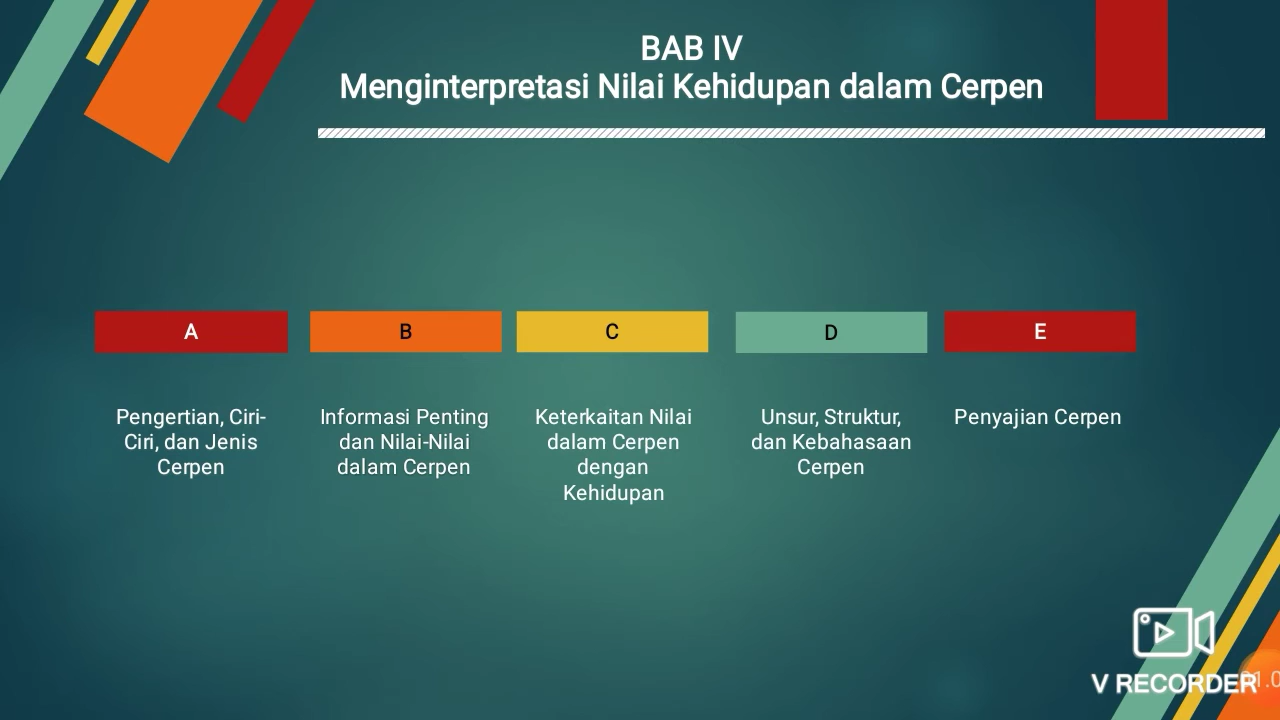 BAB IV
Menginterpretasi Nilai Kehidupan dalam Cerpen
A
Pengertian, Ciri-
Ciri, dan Jenis
Cerpen
B
Informasi Penting
dan Nilai-Nilai
dalam Cerpen
C
Keterkaitan Nilai
dalam Cerpen
dengan
Kehidupan
D
Unsur, Struktur,
dan Kebahasaan
Cerpen
E
Penyajian Cerpen
V RECORDER